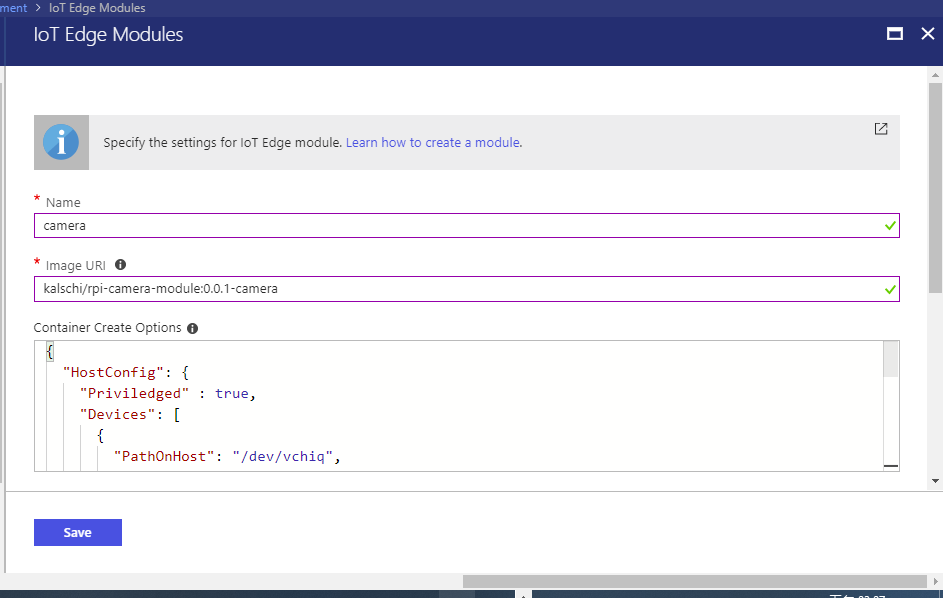 ment > IoT Edge Modules
IoT Edge Modules
Specify the settings for IoT Edge module. Learn how to create a module.
* Name
camera
* Image URI
kalschi/rpi-camera-module:0.0.1-camera
Container Create Options
{
"HostConfig": {
"Priviledged" : true,
"Devices": [
{
"PathOnHost": "/dev/vchiq",
Save